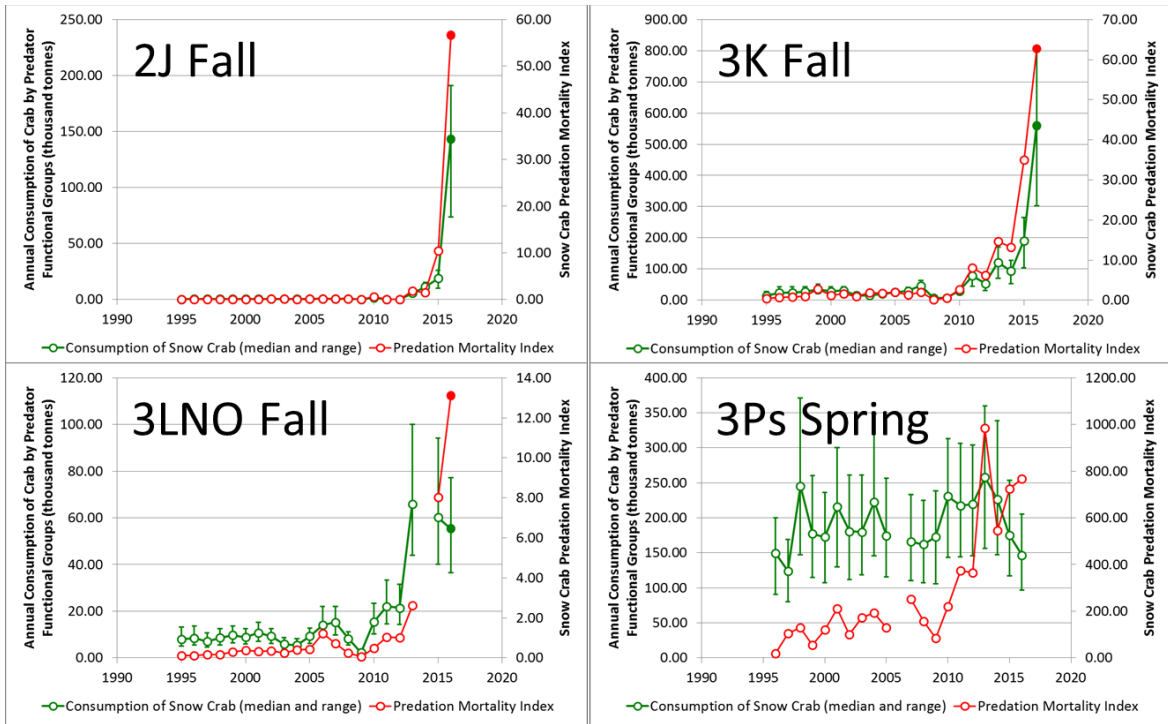 2J Fall
Annual Consumption of Crab by Predator
Functional Groups (thousand tonnes)
250.00
200.00
150.00
100.00
50.00
0.00
60.00
50.00
40.00
30.00
20.00
10.00
0.00
Snow Crab Predation Mortality Index
1990 1995 2000 2005 2010 2015 2020
Consumption of Snow Crab (median and range) Predation Mortality Index
3K Fall
Annual Consumption of Crab by Predator
Functional Groups (thousand tonnes)
900.00
800.00
700.00
600.00
500.00
400.00
300.00
200.00
100.00
0.00
70.00
60.00
50.00
40.00
30.00
20.00
10.00
0.00
Snow Crab Predation Mortality Index
1990 1995 2000 2005 2010 2015 2020
Consumption of Snow Crab (median and range) Predation Mortality Index
3LNO Fall
Annual Consumption of Crab by Predator
Functional Groups (thousand tonnes)
120.00
100.00
80.00
60.00
40.00
20.00
0.00
14.00
12.00
10.00
8.00
6.00
4.00
2.00
0.00
Snow Crab Predation Mortality Index
1990 1995 2000 2005 2010 2015 2020
Consumption of Snow Crab (median and range) Predation Mortality Index
3Ps Spring
Annual Consumption of Crab by Predator
Functional Groups (thousand tonnes)
400.00
350.00
300.00
250.00
200.00
150.00
100.00
50.00
0.00
1200.00
1000.00
800.00
600.00
400.00
200.00
0.00
Snow Crab Predation Mortality Index
1990 1995 2000 2005 2010 2015 2020
Consumption of Snow Crab (median and range) Predation Mortality Index